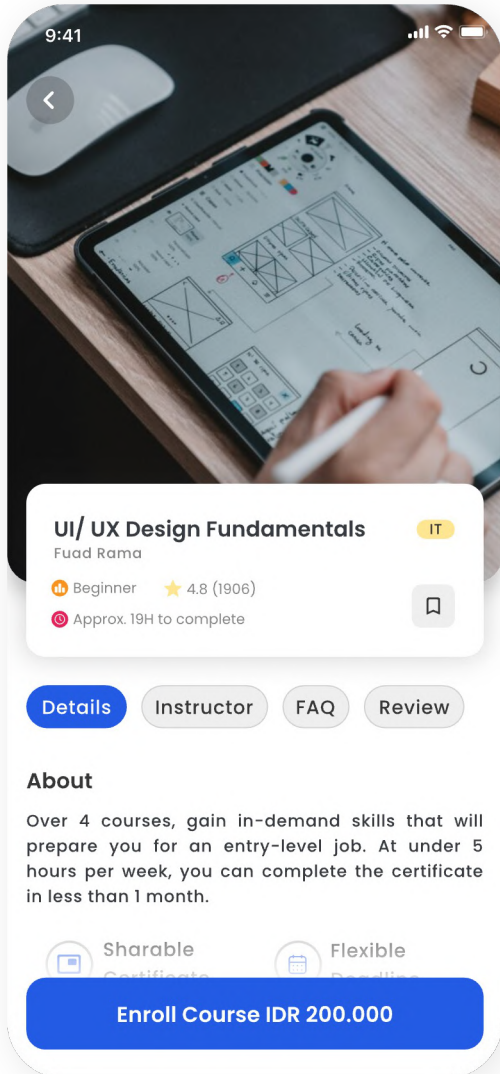 9:41
UI/ UX Design Fundamentals
IT
Fuad Rama
Beginner
4.8 (1906)
Approx. 19H to complete
Details
Instructor
FAQ
Review
About
Over 4 courses, gain in-demand skills that will
prepare you for an entry-level job. At under 5
hours per week, you can complete the certificate
in less than 1 month.
Sharable
Certificate
Flexible
Deadline
Enroll Course IDR 200.000